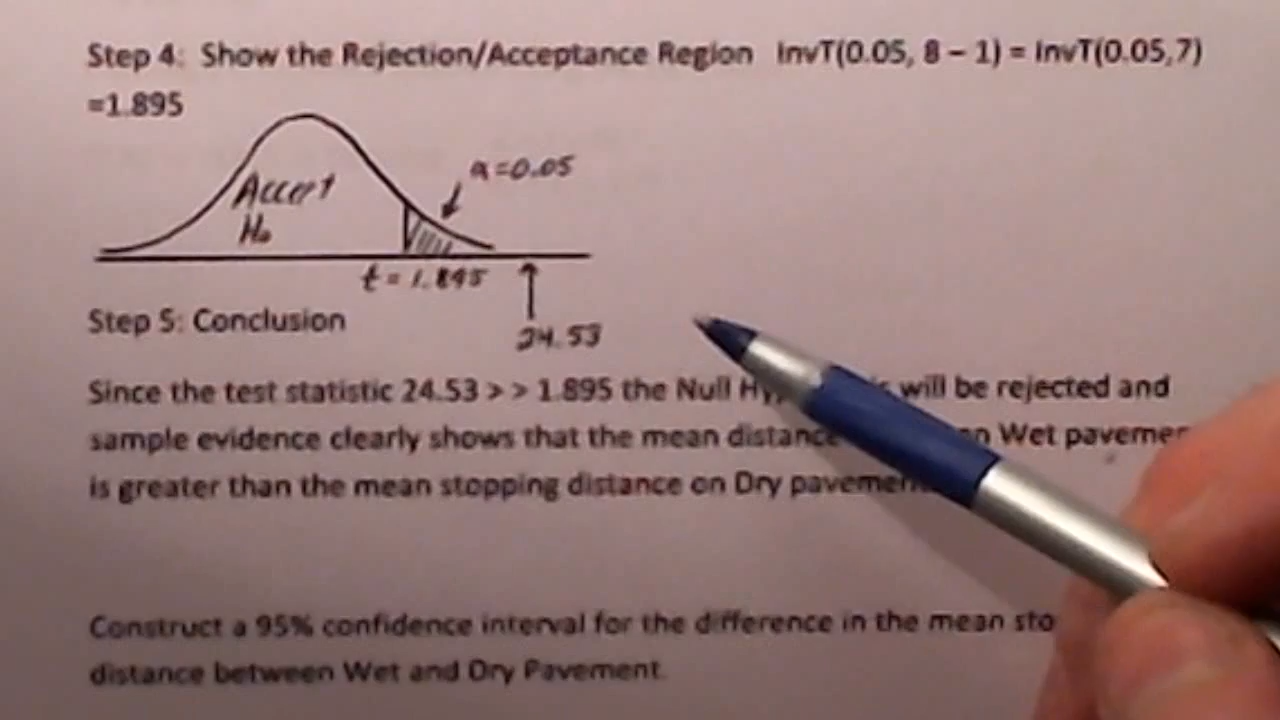 Step 4: Show the Rejection/Acceptance Region InvT(0.05, 8 – 1) = InvT(0.05,7)
=1.895
a=0.05
Accept
Ho
t = 1.895
24.53
Step 5: Conclusion
Since the test statistic 24.53 > > 1.895 the Null will be rejected and
sample evidence clearly shows that the mean distance Wet
is greater than the mean stopping distance on Dry
Construct a 95% confidence interval for the difference in the mean
distance between Wet and Dry Pavement.